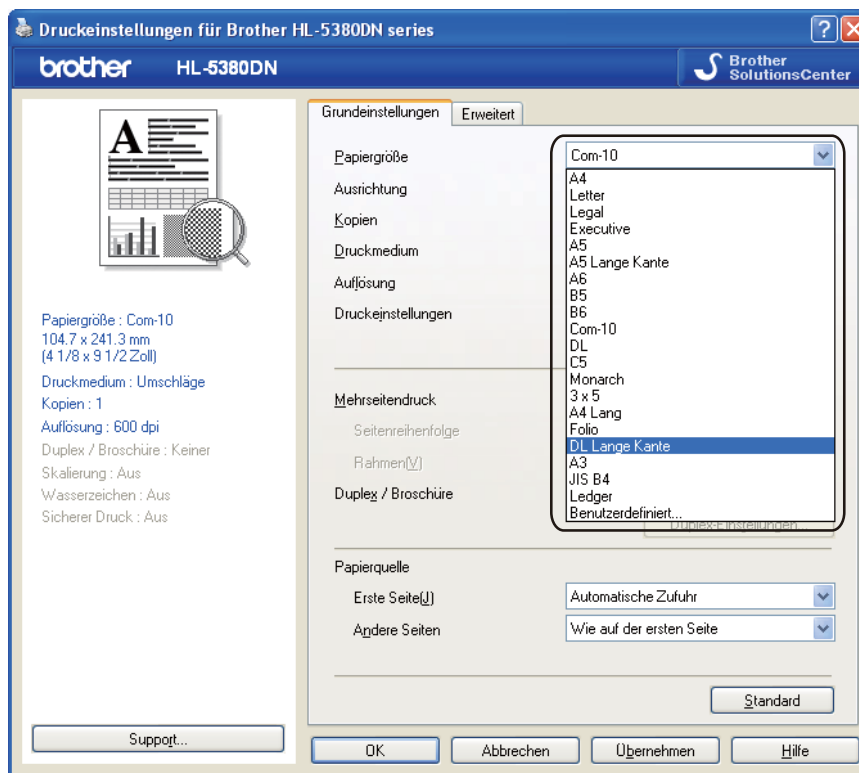 Druckeinstellungen für Brother HL-5380DN series
brother HL-5380DN
Brother
SolutionsCenter
A
Papiergröße : Com-10
104.7 x 241.3 mm
(4 1/8 x 9 1/2 Zoll)
Druckmedium : Umschläge
Kopien : 1
Auflösung : 600 dpi
Duplex / Broschüre : Keiner
Skalierung : Aus
Wasserzeichen : Aus
Sicherer Druck : Aus
Support...
Grundeinstellungen
Erweitert
Papiergröße
Com-10
Ausrichtung
Kopien
Druckmedium
Auflösung
Druckeinstellungen
A4
Letter
Legal
Executive
A5
A5 Lange Kante
A6
B5
B6
Com-10
DL
C5
Monarch
3 x 5
A4 Lang
Folio
DL Lange Kante
A3
JIS B4
Ledger
Benutzerdefiniert...
Mehrseitendruck
Seitenreihenfolge
Rahmen(V)
Duplex / Broschüre
Duplex-Einstellungen...
Papierquelle
Erste Seite(J)
Automatische Zufuhr
Andere Seiten
Wie auf der ersten Seite
Standard
OK
Abbrechen
Übernehmen
Hilfe